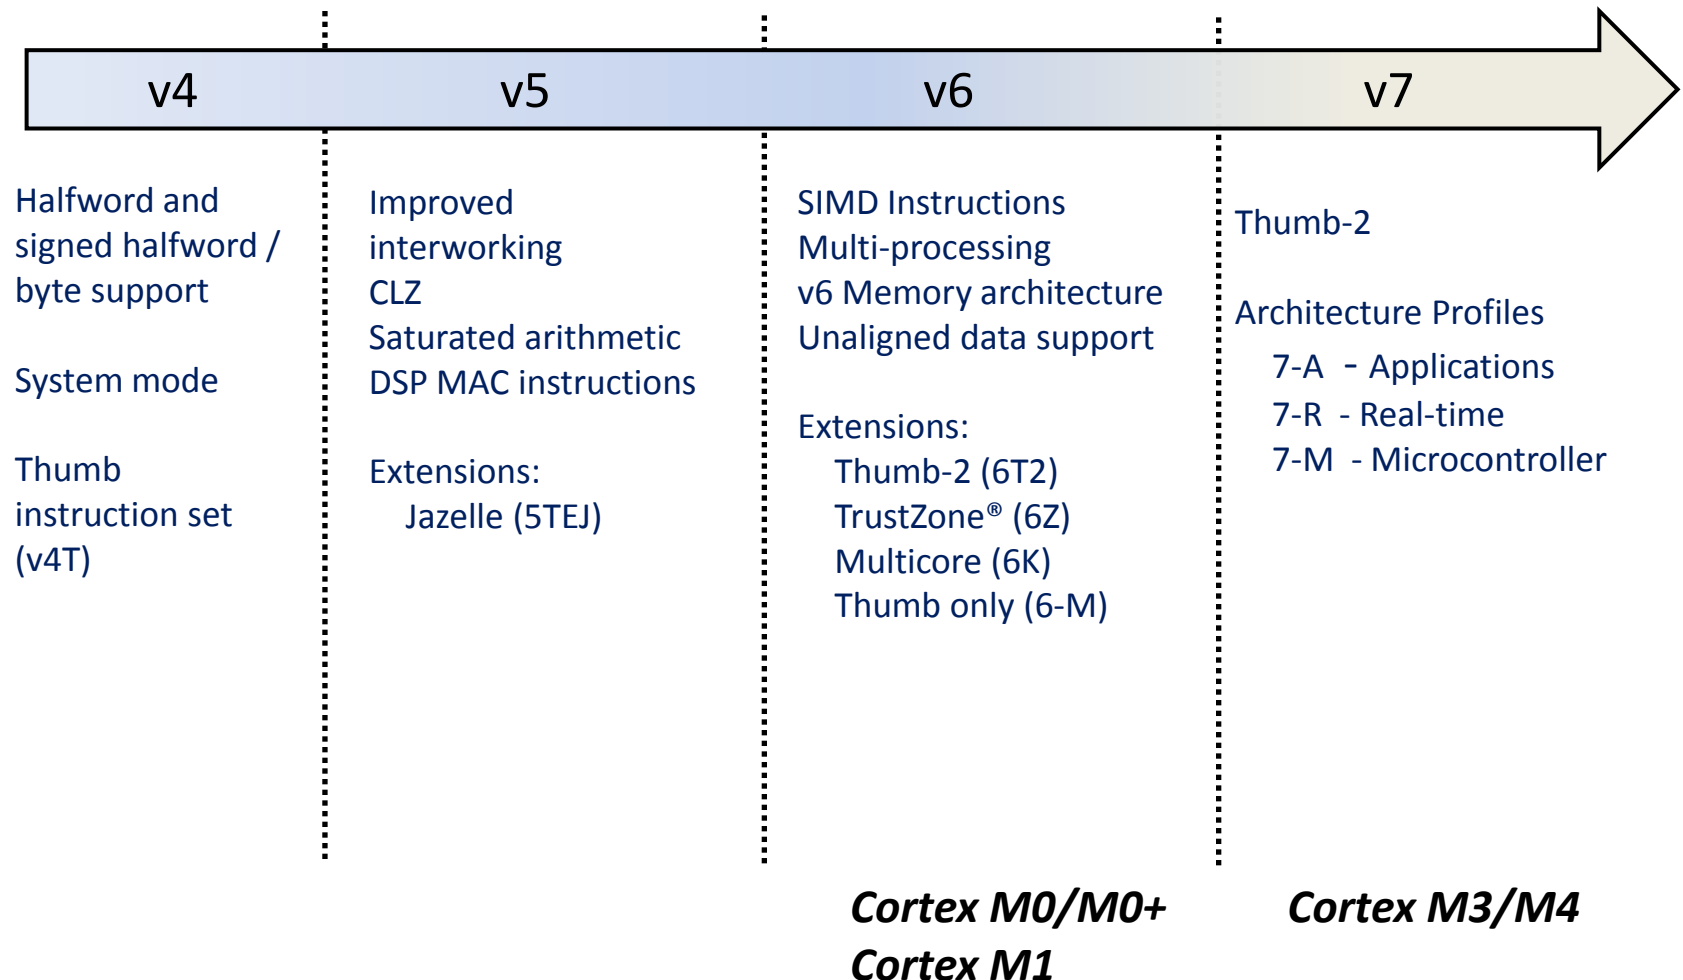 v4
v5
v6
v7
Halfword and
signed halfword /
byte support
System mode
Thumb
instruction set
(v4T)
Improved
interworking
CLZ
Saturated arithmetic
DSP MAC instructions
Extensions:
Jazelle (5TEJ)
SIMD Instructions
Multi-processing
v6 Memory architecture
Unaligned data support
Extensions:
Thumb-2 (6T2)
TrustZone® (6Z)
Multicore (6K)
Thumb only (6-M)
Thumb-2
Architecture Profiles
7-A - Applications
7-R - Real-time
7-M - Microcontroller
Cortex M0/M0+
Cortex M1
Cortex M3/M4